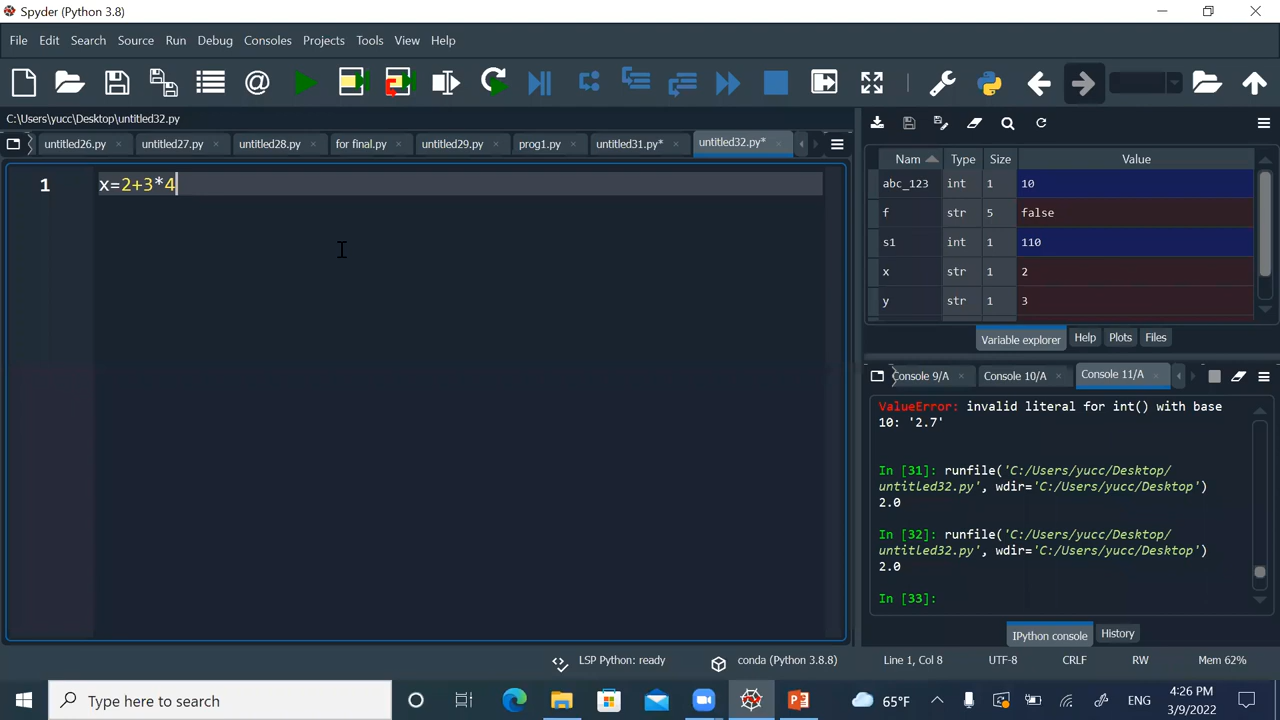 Spyder (Python 3.8)
File Edit Search Source Run Debug Consoles Projects Tools View Help
C:\Users\yucc\Desktop\untitled32.py
untitled26.py untitled27.py untitled28.py for final.py untitled29.py prog1.py untitled31.py* untitled32.py*
1 x=2+3*4
Nam Type Size Value
abc_123 int 1 10
f str 5 false
s1 int 1 110
x str 1 2
y str 1 3
Variable explorer Help Plots Files
Console 9/A Console 10/A Console 11/A
ValueError: invalid literal for int() with base
10: '2.7'
In [31]: runfile('C:/Users/yucc/Desktop/
untitled32.py', wdir='C:/Users/yucc/Desktop')
2.0
In [32]: runfile('C:/Users/yucc/Desktop/
untitled32.py', wdir='C:/Users/yucc/Desktop')
2.0
In [33]:
IPython console History
LSP Python: ready conda (Python 3.8.8) Line 1, Col 8 UTF-8 CRLF RW Mem 62%
Type here to search 65°F ENG 4:26 PM
3/9/2022